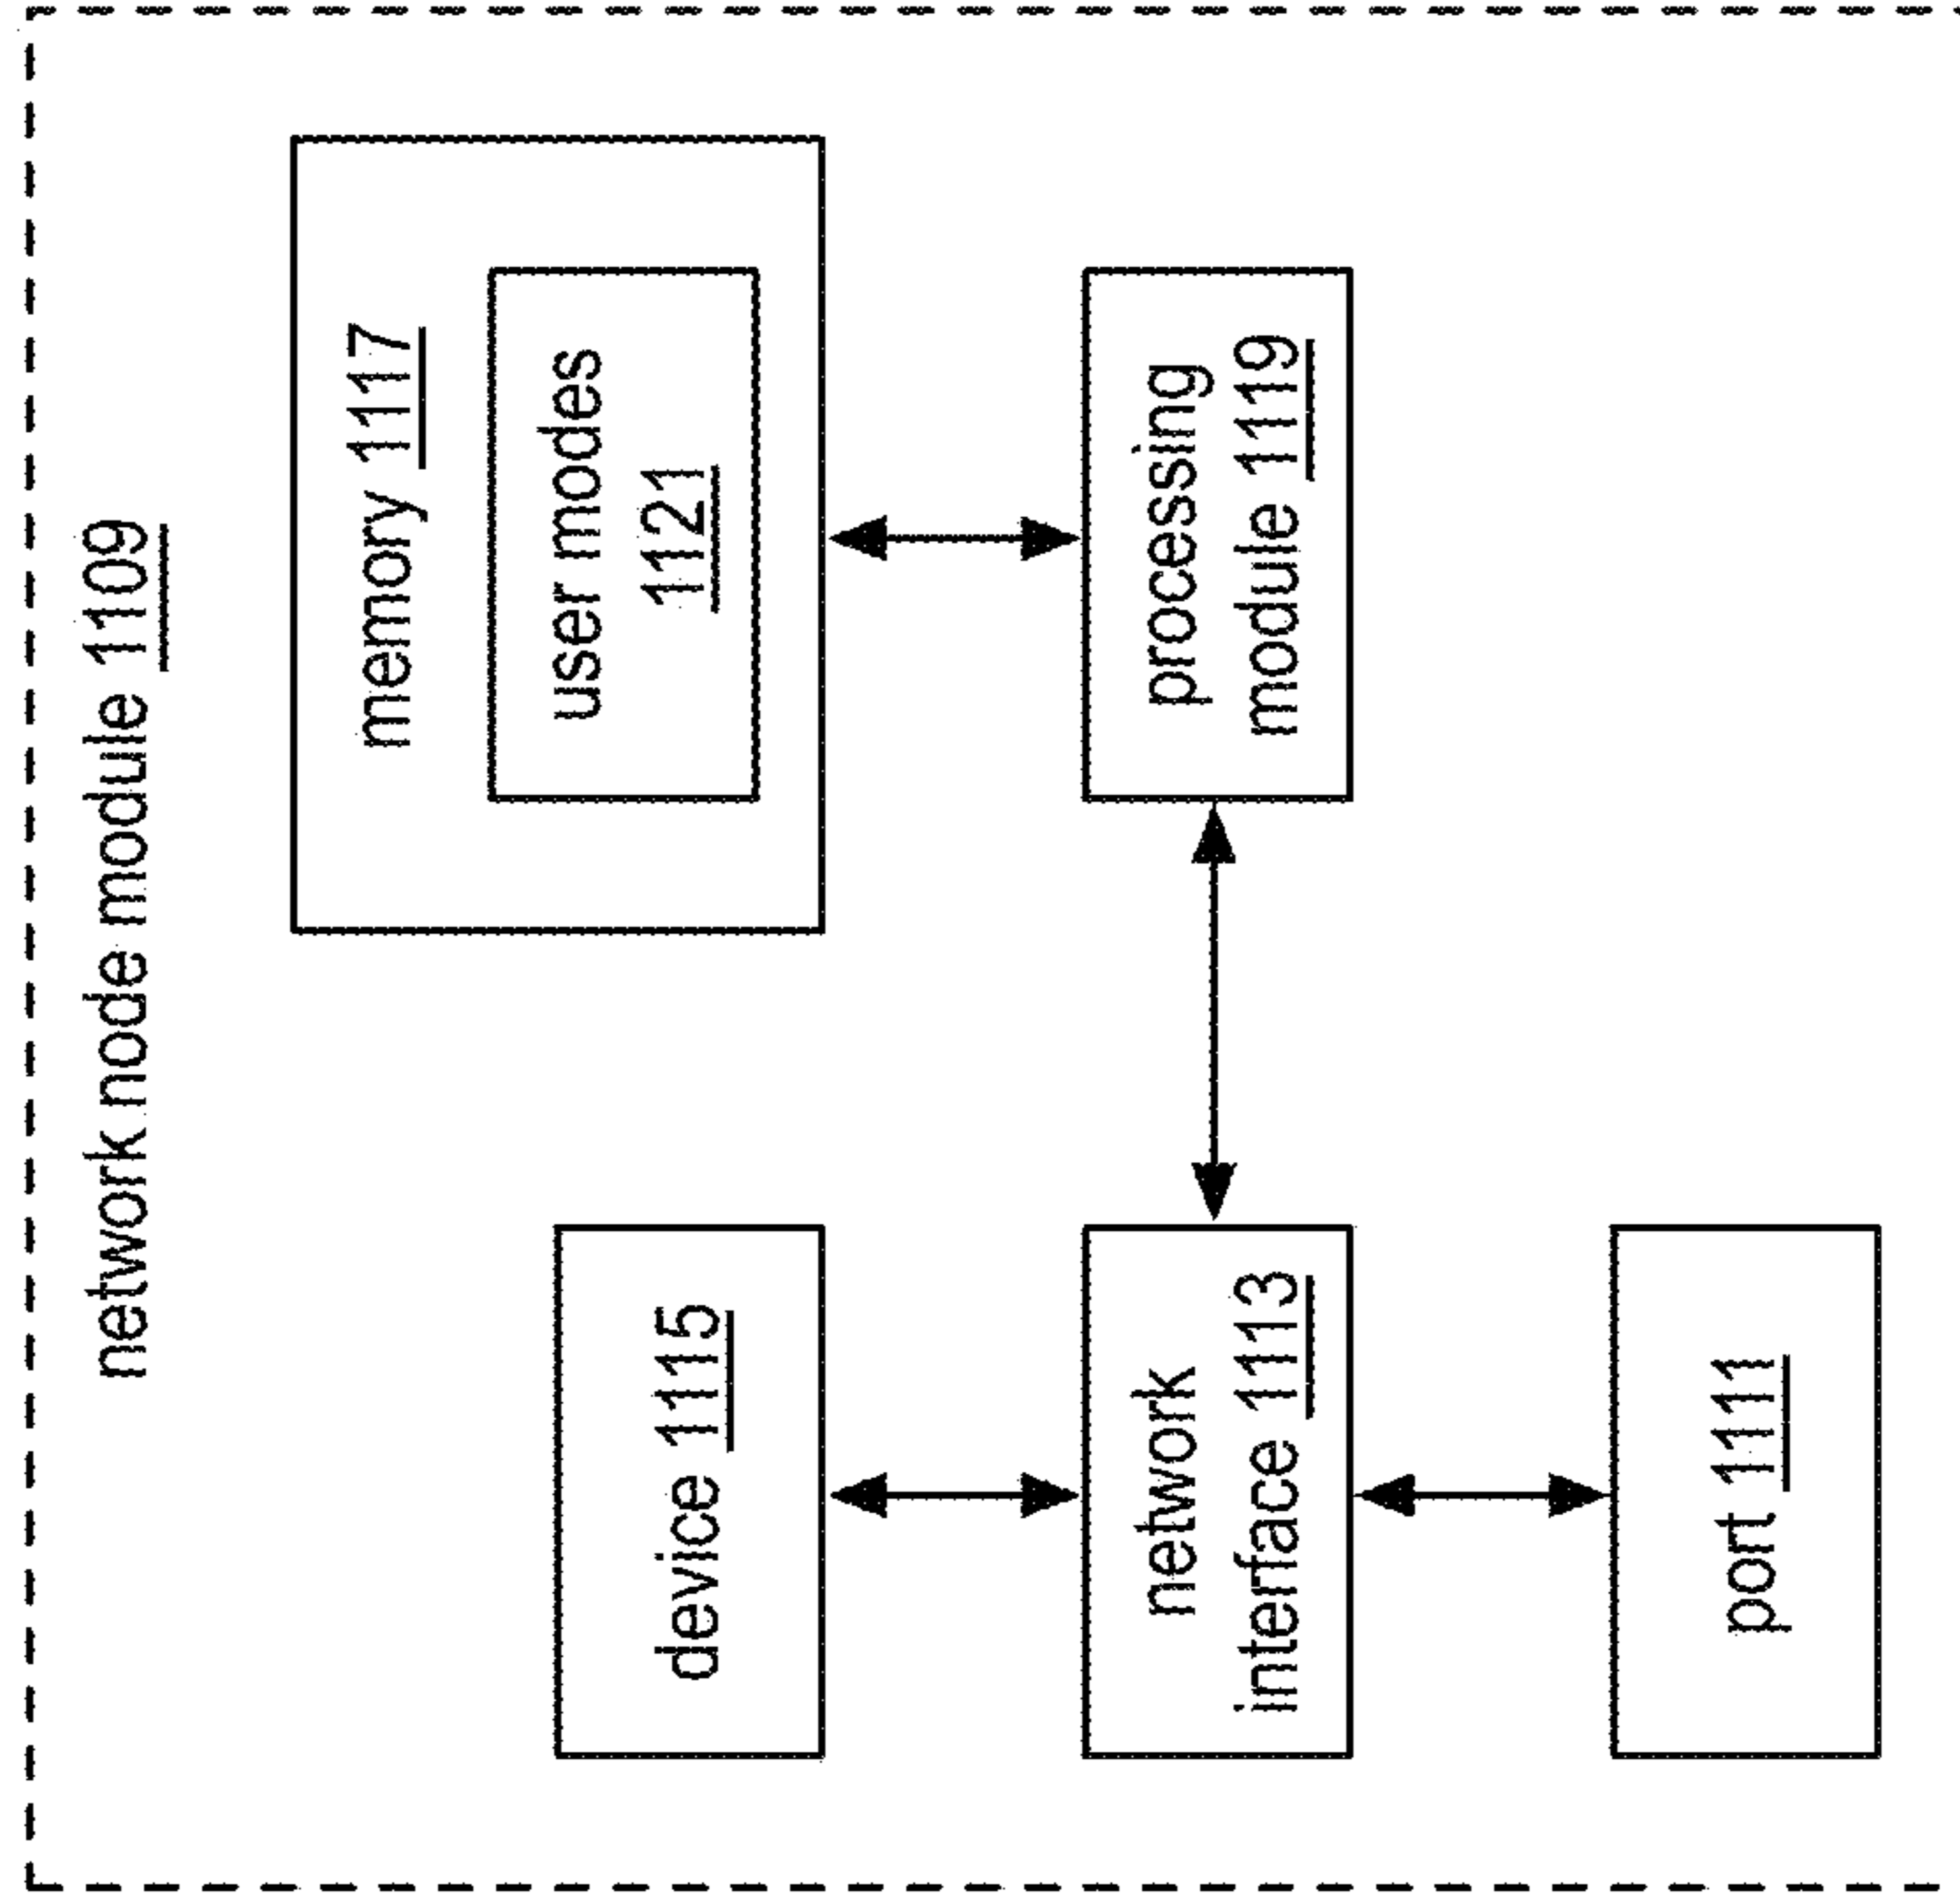 network node module 1109
memory 1117
user modes
1121
device 1115
network
interface 1113
processing
module 1119
port 1111